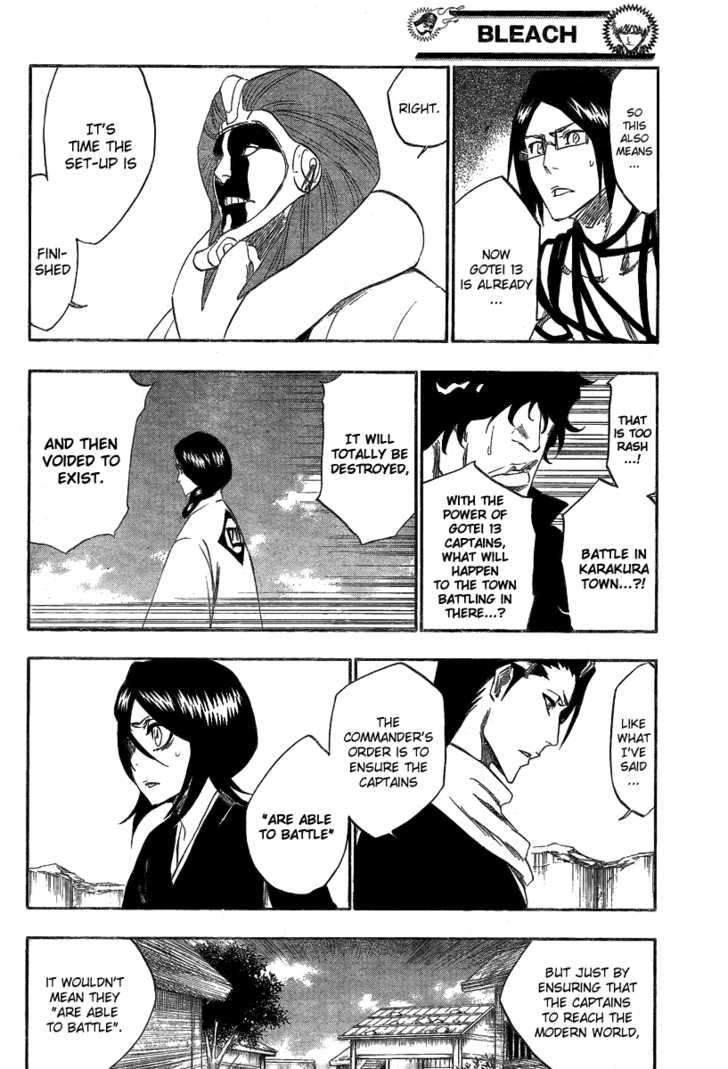 BLEACH
SO
THIS
ALSO
MEANS
...
NOW
GOTEI 13
IS ALREADY
...
RIGHT.
IT'S
TIME THE
SET-UP IS
FINI-
SHED
THAT
IS TOO
RASH
...!
BATTLE IN
KARAKURA
TOWN...?!
WITH THE
POWER OF
GOTEI 13
CAPTAINS,
WHAT WILL
HAPPEN
TO THE TOWN
BATTLING IN
THERE...?
IT WILL
TOTALLY BE
DESTROYED,
AND THEN
VOIDED TO
EXIST.
LIKE
WHAT
I'VE
SAID
...
THE
COMMANDER'S
ORDER IS TO
ENSURE THE
CAPTAINS
"ARE ABLE
TO BATTLE"
BUT JUST BY
ENSURING THAT
THE CAPTAINS
TO REACH THE
MODERN WORLD,
IT WOULDN'T
MEAN THEY
"ARE ABLE
TO BATTLE".